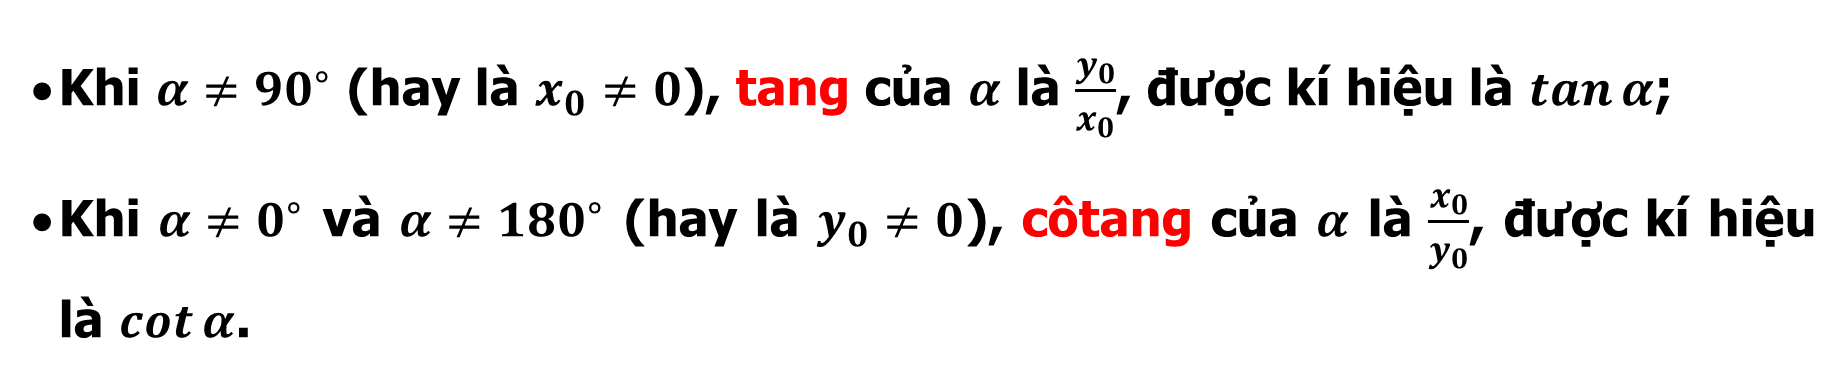 • Khi α ≠ 90° (hay là x₀ ≠ 0), tang của α là y₀/x₀, được kí hiệu là tan α;
• Khi α ≠ 0° và α ≠ 180° (hay là y₀ ≠ 0), côtang của α là x₀/y₀, được kí hiệu
là cot α.